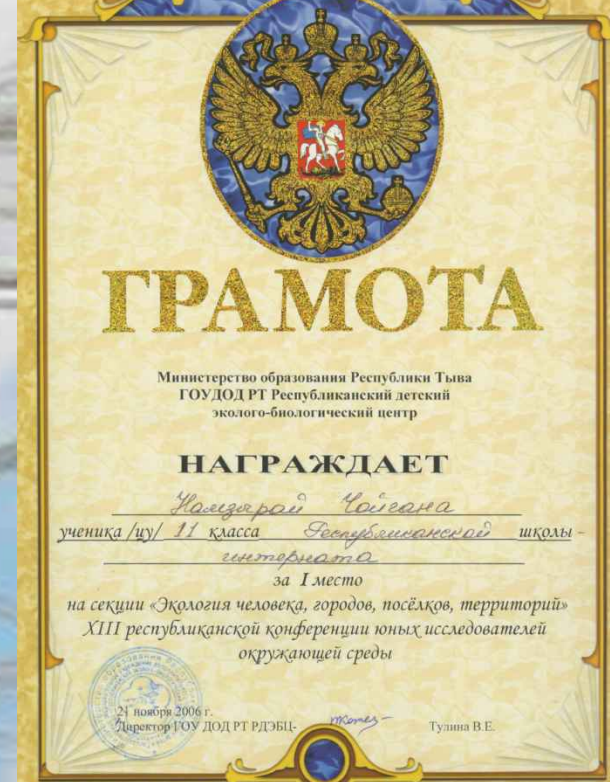 ГРАМОТА
Министерство образования Республики Тыва
ГОУДОД РТ Республиканский детский
эколого-биологический центр
НАГРАЖДАЕТ
Намзырай Чойгана
ученика /цу/ 11 класса Республиканской школы -
интерната
за I место
на секции «Экология человека, городов, посёлков, территорий»
XIII республиканской конференции юных исследователей
окружающей среды
21 ноября 2006 г.
Директор ГОУ ДОД РТ РДЭБЦ- Тулина В.Е.